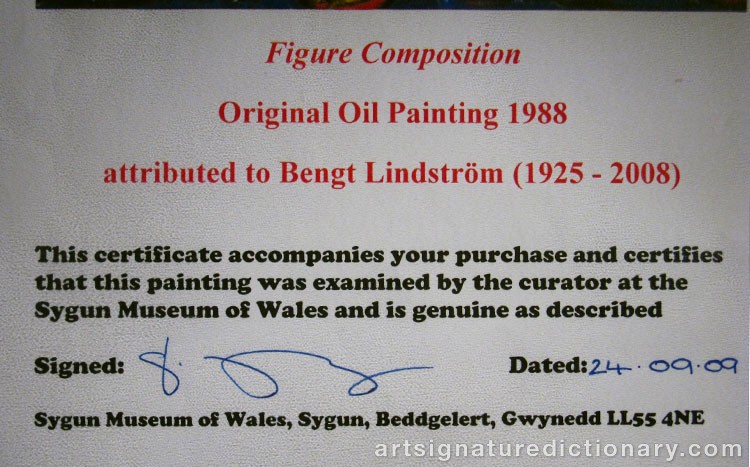 Figure Composition
Original Oil Painting 1988
attributed to Bengt Lindström (1925 - 2008)
This certificate accompanies your purchase and certifies
that this painting was examined by the curator at the
Sygun Museum of Wales and is genuine as described
Signed: Dated: 24.09.09
Sygun Museum of Wales, Sygun, Beddgelert, Gwynedd LL55 4NE
artsignaturedictionary.com